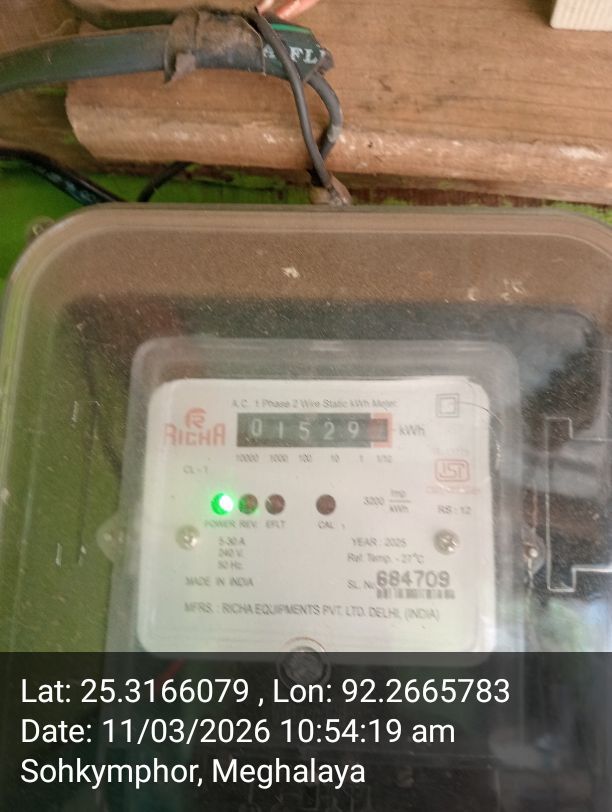 A.C. 1 Phase 2 Wire Static kWh Meter
RICHA
01529 kWh
10000 1000 100 10 1 1/10
CL - 1
3200 Imp/kWh
RS : 12
POWER REV. EFLT CAL
5-30 A
240 V.
50 Hz.
YEAR : 2025
Ref. Temp. - 27°C
MADE IN INDIA
SL. No. 684709
MFRS. : RICHA EQUIPMENTS PVT. LTD. DELHI, (INDIA)
Lat: 25.3166079 , Lon: 92.2665783
Date: 11/03/2026 10:54:19 am
Sohkymphor, Meghalaya